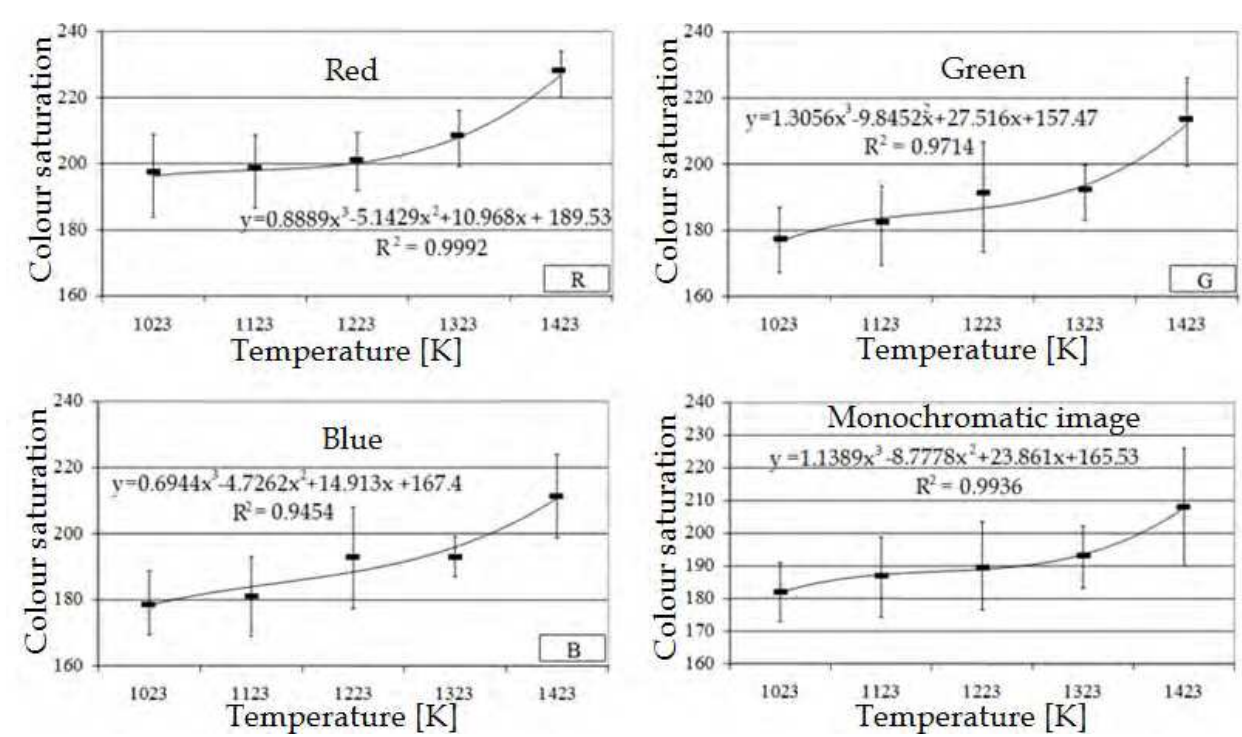 240
220
200
180
160
Colour saturation
Red
y=0.8889x³-5.1429x²+10.968x+189.53
R² = 0.9992
R
1023 1123 1223 1323 1423
Temperature [K]
240
220
200
180
160
Colour saturation
Green
y=1.3056x³-9.8452x²+27.516x+157.47
R² = 0.9714
G
1023 1123 1223 1323 1423
Temperature [K]
240
220
200
180
160
Colour saturation
Blue
y=0.6944x³-4.7262x²+14.913x+167.4
R² = 0.9454
B
1023 1123 1223 1323 1423
Temperature [K]
240
230
220
210
200
190
180
170
160
Colour saturation
Monochromatic image
y =1.1389x³-8.7778x²+23.861x+165.53
R² = 0.9936
1023 1123 1223 1323 1423
Temperature [K]